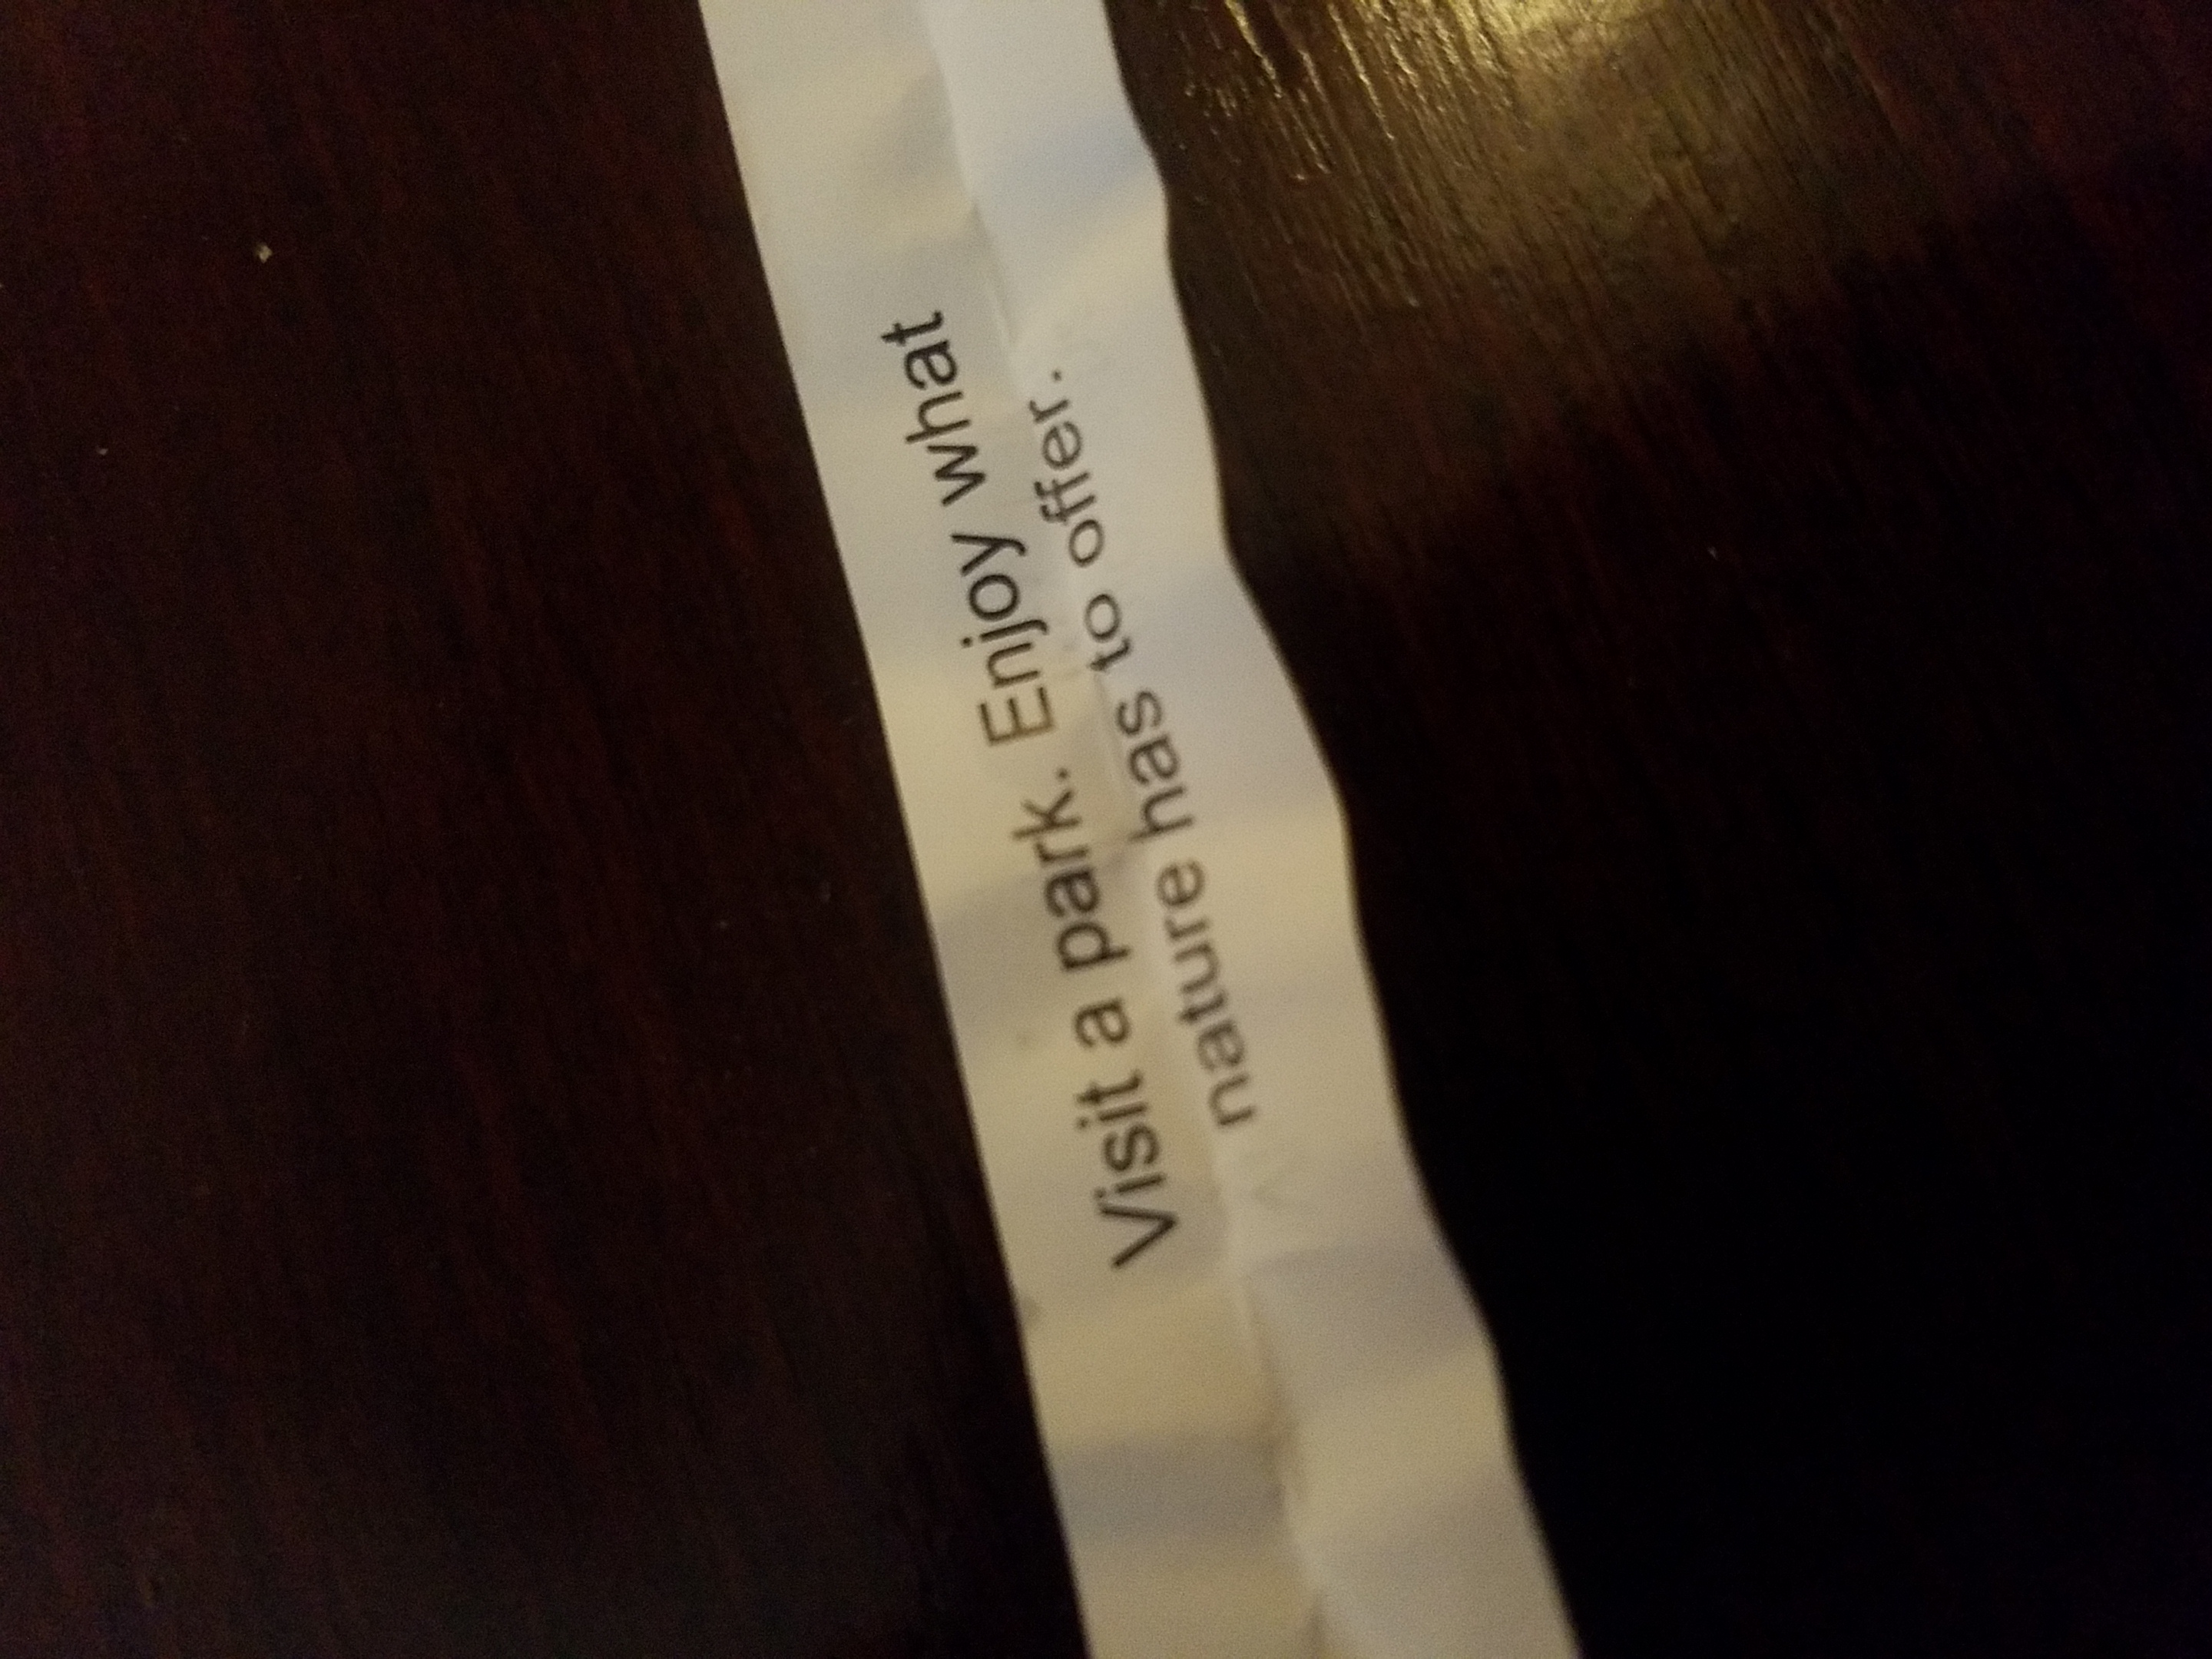 Visit a park. Enjoy what
nature has to offer.